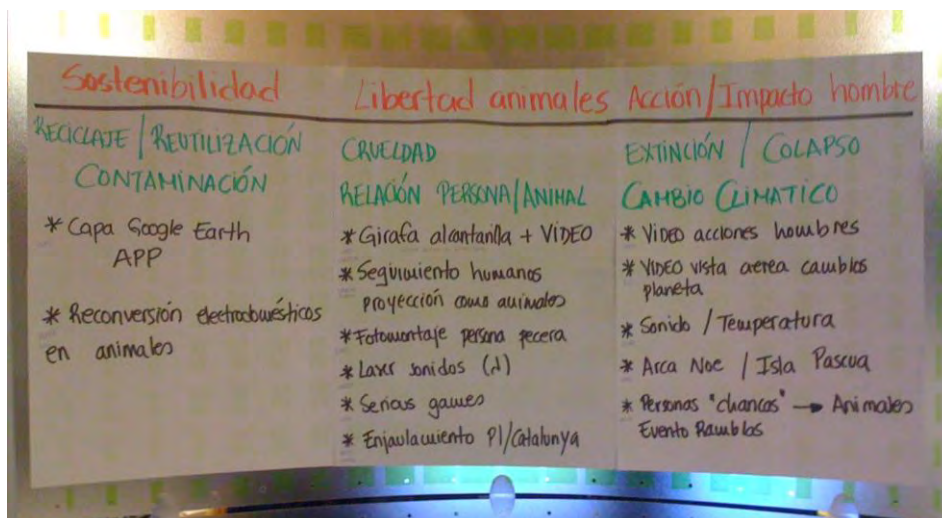 Sostenibilidad
RECICLAJE / REUTILIZACIÓN
CONTAMINACIÓN
* Capa Google Earth
APP
* Reconversión electrodomésticos
en animales
Libertad animales
CRUELDAD
RELACIÓN PERSONA/ANIMAL
* Girafa alcantarilla + VIDEO
* Seguimiento humanos
proyección como animales
* Fotomontaje persona pecera
* Laser sonidos
* Serious games
* Enjaulamiento Pl/Catalunya
Acción/Impacto hombre
EXTINCIÓN / COLAPSO
CAMBIO CLIMATICO
* VIDEO acciones hombres
* VIDEO vista aerea cambios
planeta
* Sonido / Temperatura
* Arca Noe / Isla Pascua
* Personas "chancas" → Animales
Evento Ramblas